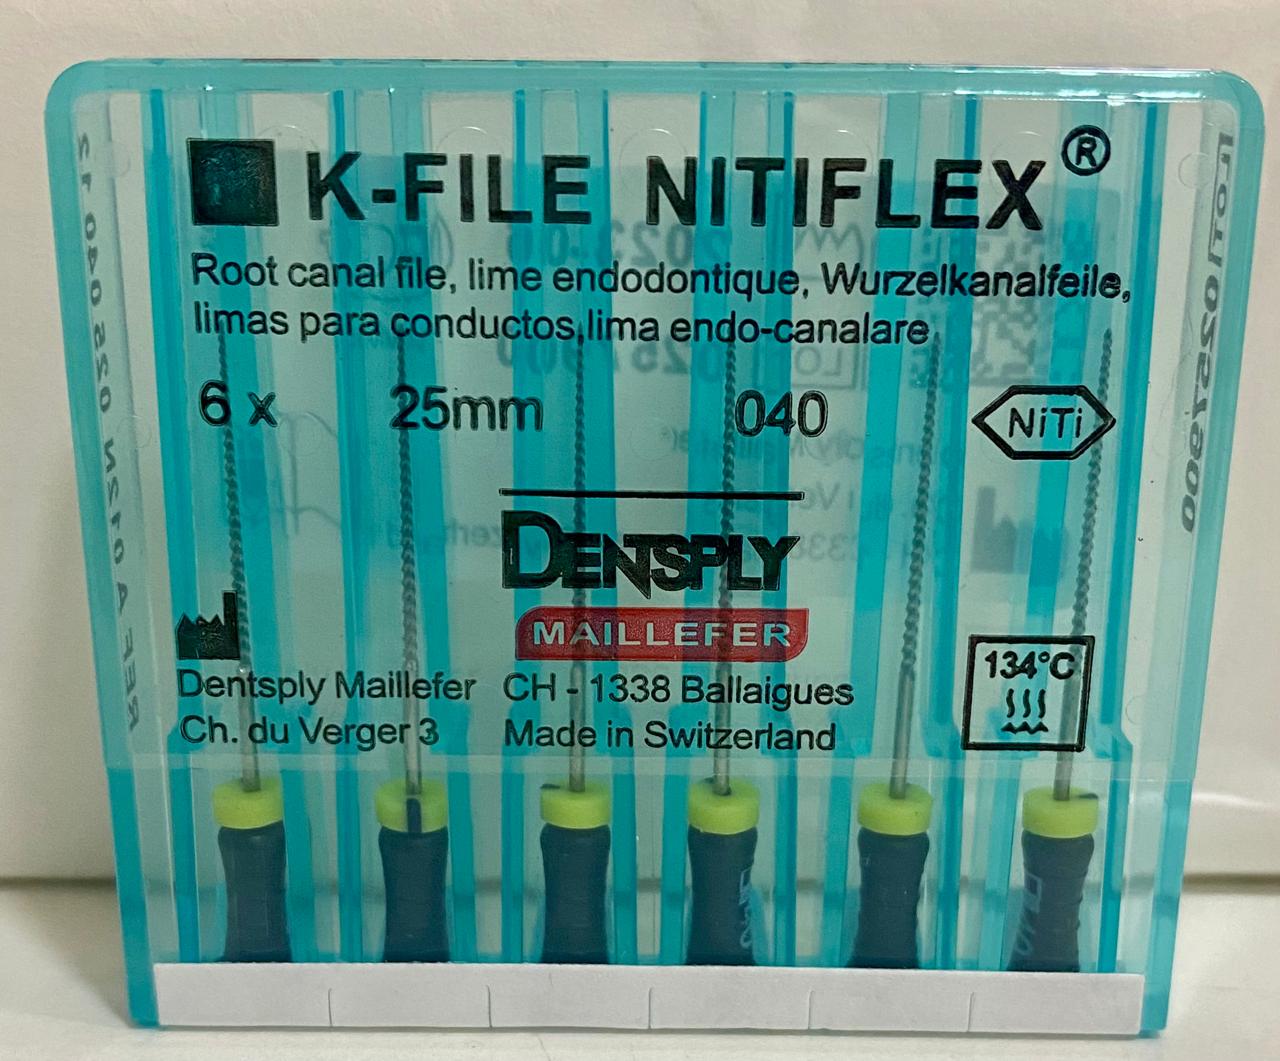 K-FILE NITIFLEX®
Root canal file, lime endodontique, Wurzelkanalfeile,
limas para conductos, lima endo-canalare
6 x 25mm 040 NiTi
DENTSPLY
MAILLEFER
134°C
Dentsply Maillefer CH - 1338 Ballaigues
Ch. du Verger 3 Made in Switzerland